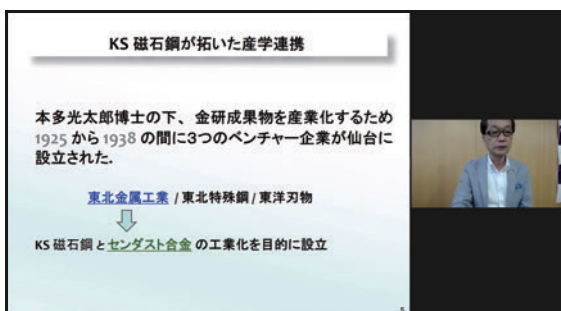 KS 磁石鋼が拓いた産学連携
本多光太郎博士の下、金研成果物を産業化するため
1925 から 1938 の間に3つのベンチャー企業が仙台に
設立された.
東北金属工業 / 東北特殊鋼 / 東洋刃物
KS 磁石鋼 と センダスト合金 の工業化を目的に設立